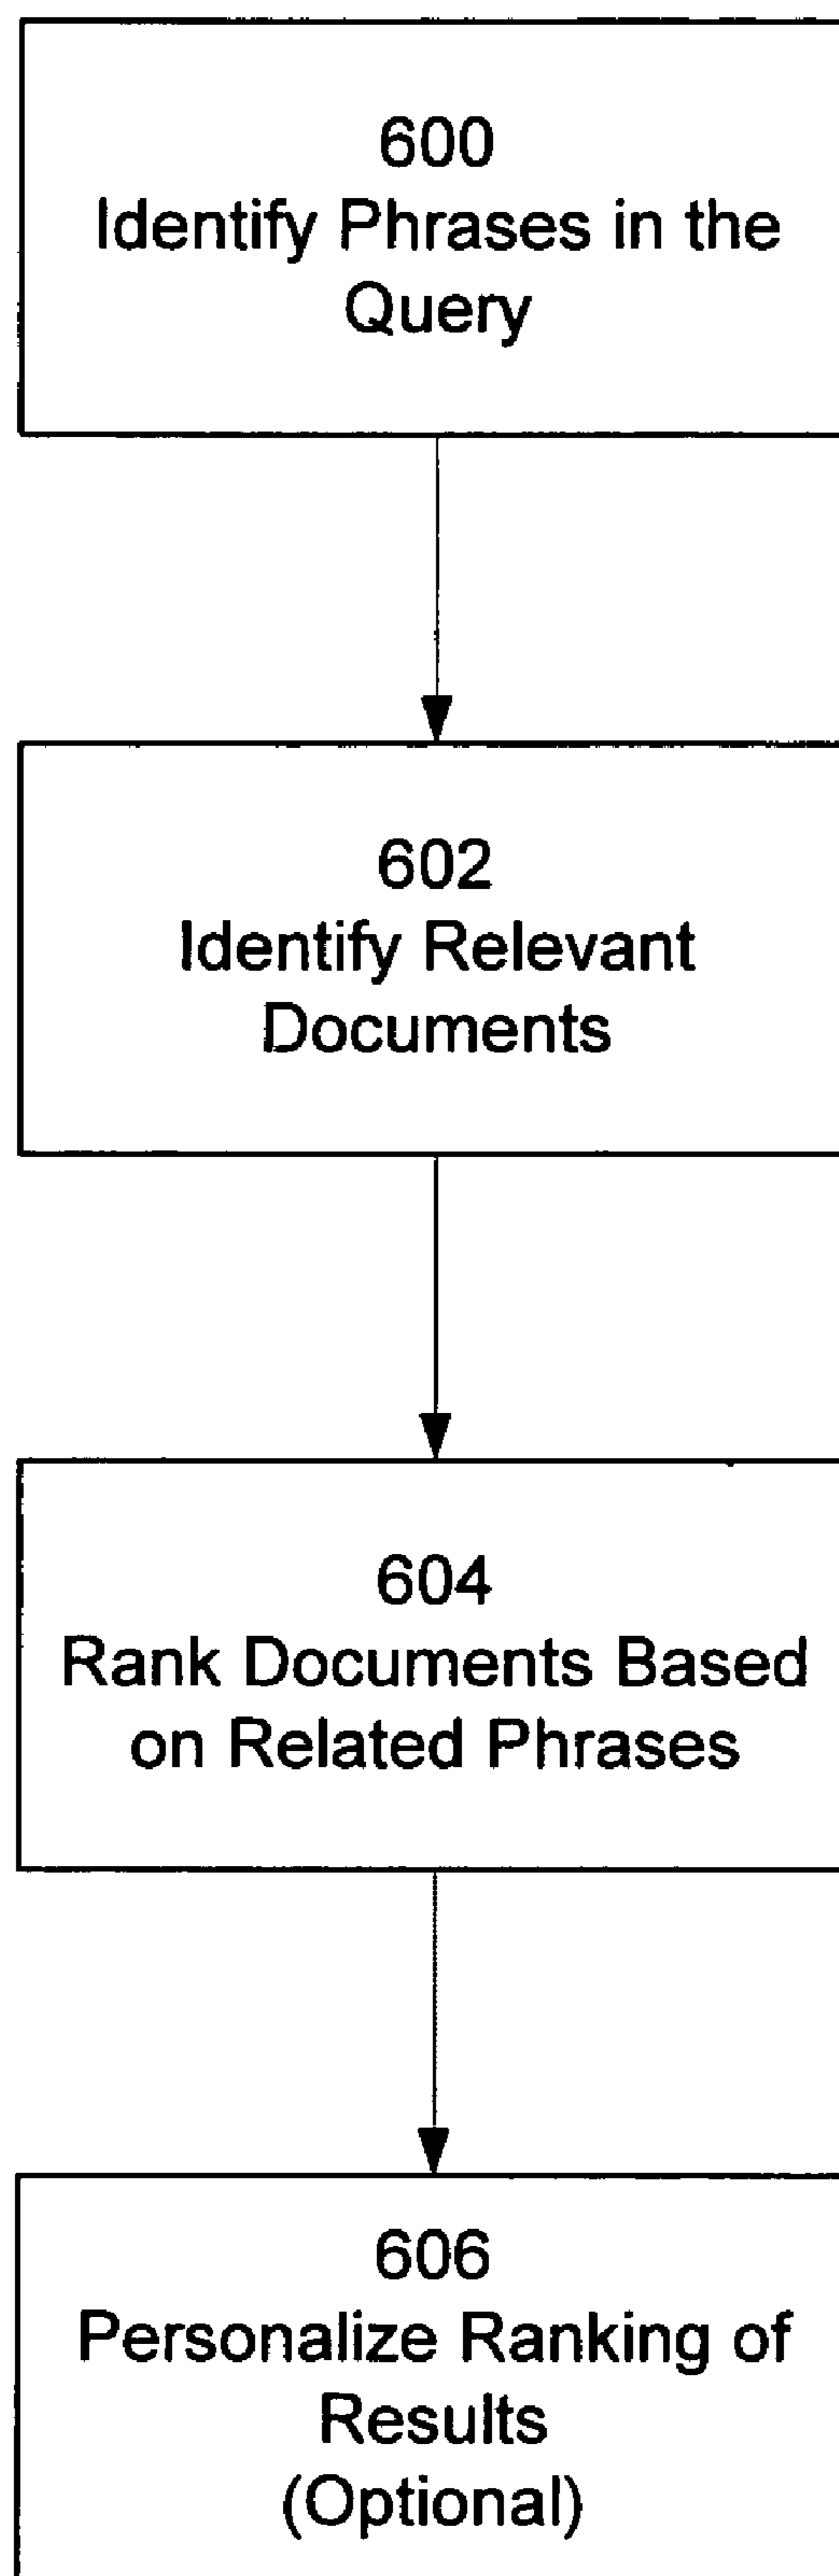 600
Identify Phrases in the
Query
602
Identify Relevant
Documents
604
Rank Documents Based
on Related Phrases
606
Personalize Ranking of
Results
(Optional)